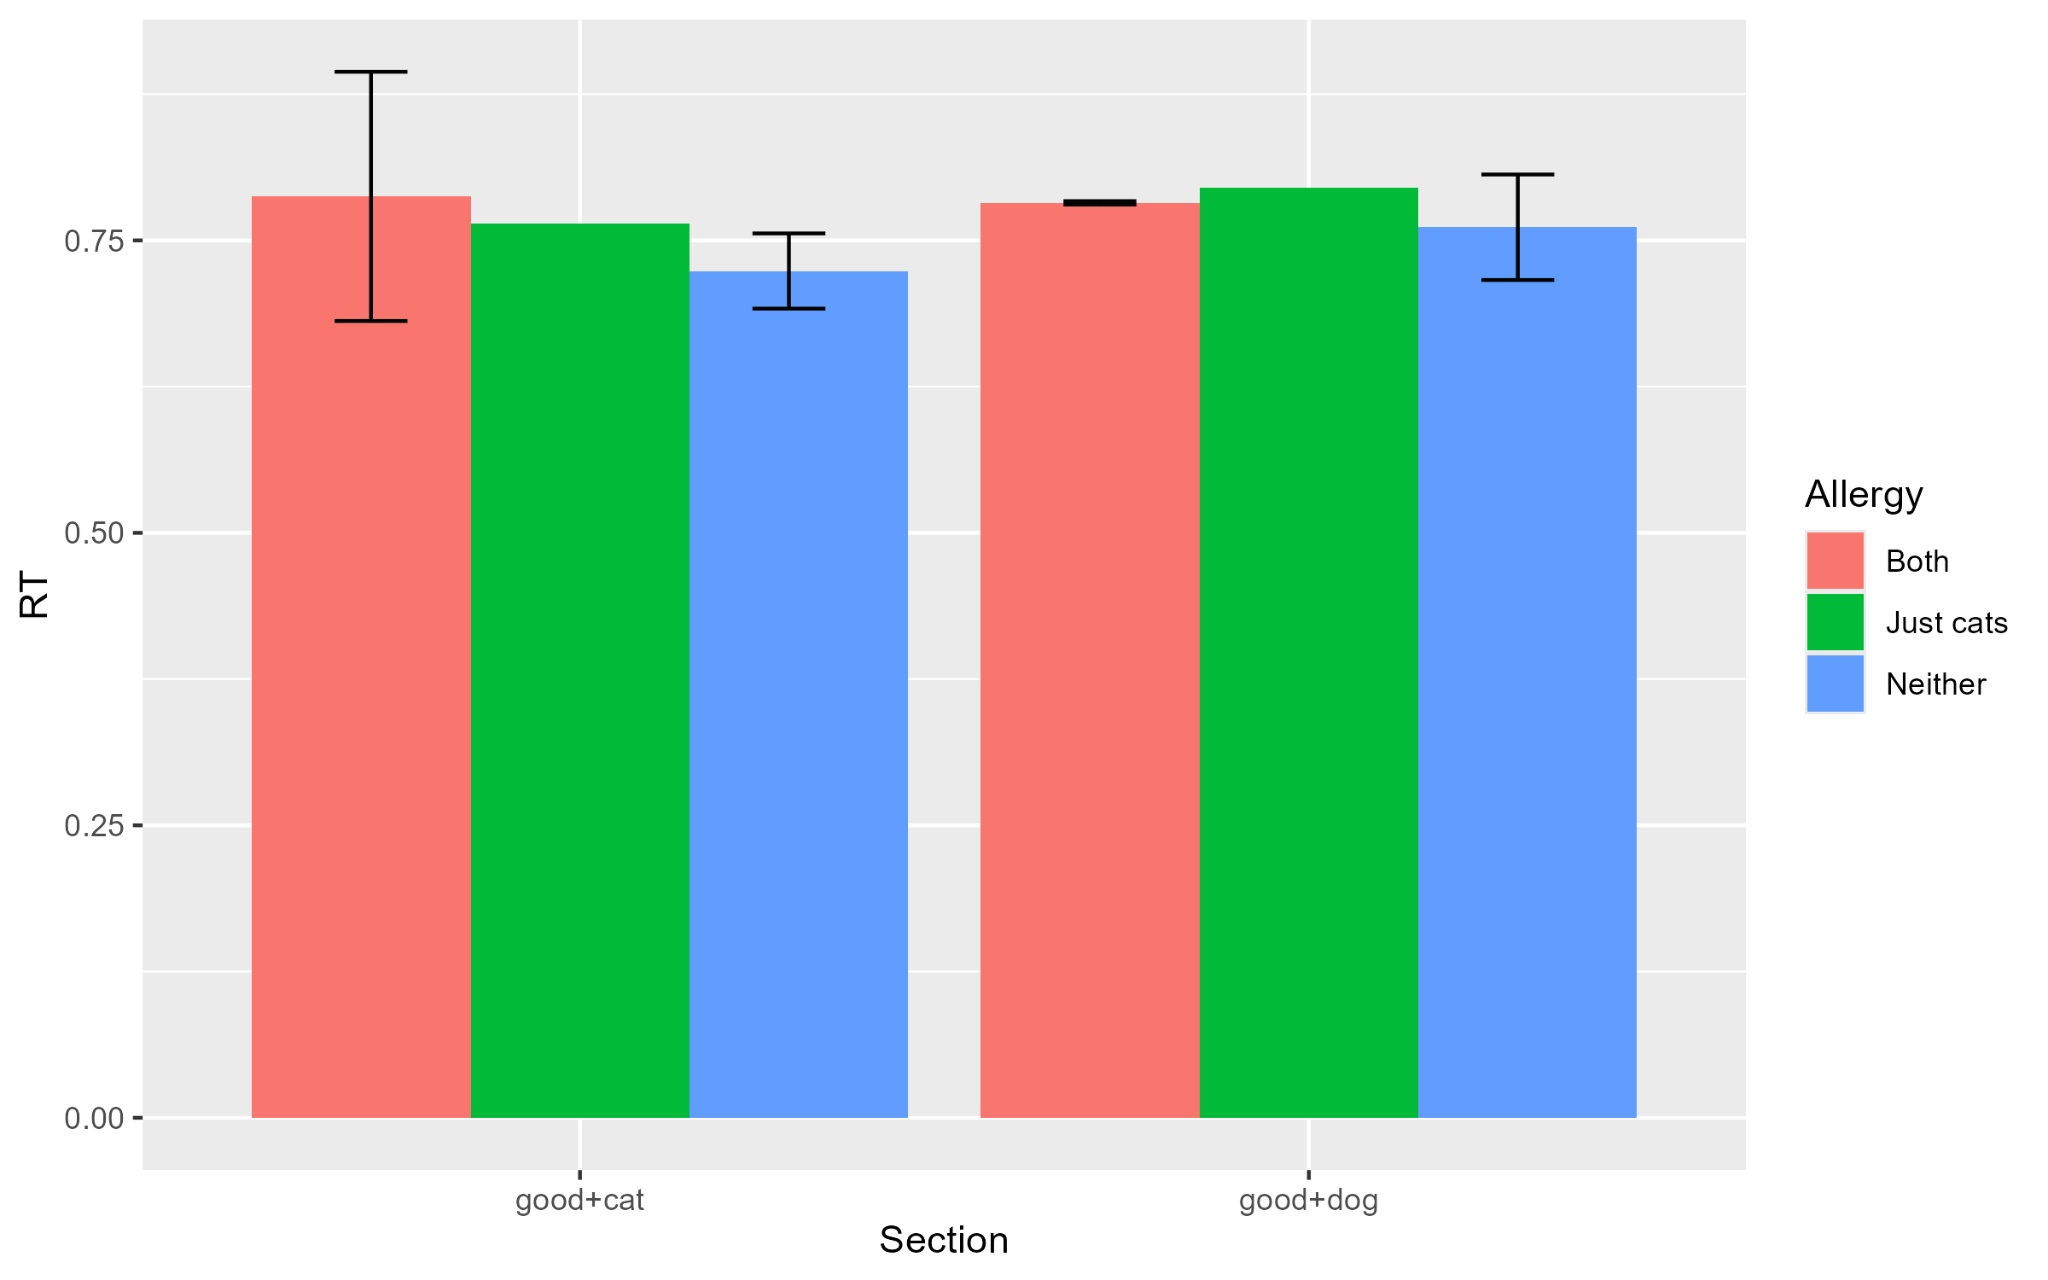 0.75
0.50
0.25
0.00
RT
good+cat
good+dog
Section
Allergy
Both
Just cats
Neither